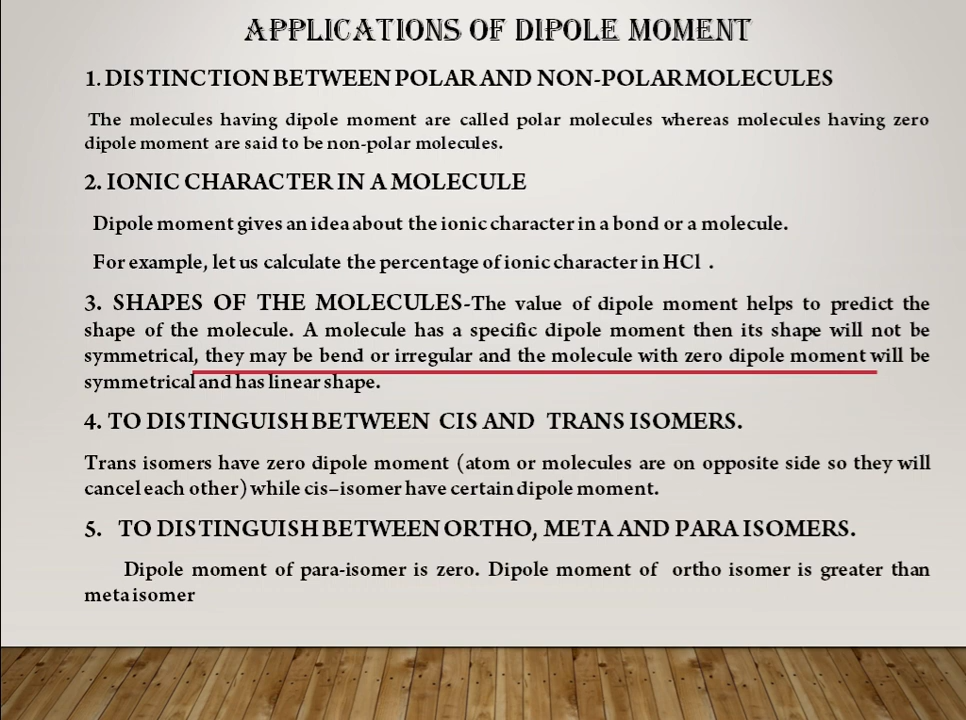 APPLICATIONS OF DIPOLE MOMENT
1. DISTINCTION BETWEEN POLAR AND NON-POLAR MOLECULES
The molecules having dipole moment are called polar molecules whereas molecules having zero
dipole moment are said to be non-polar molecules.
2. IONIC CHARACTER IN A MOLECULE
Dipole moment gives an idea about the ionic character in a bond or a molecule.
For example, let us calculate the percentage of ionic character in HCl .
3. SHAPES OF THE MOLECULES-The value of dipole moment helps to predict the
shape of the molecule. A molecule has a specific dipole moment then its shape will not be
symmetrical, they may be bend or irregular and the molecule with zero dipole moment will be
symmetrical and has linear shape.
4. TO DISTINGUISH BETWEEN CIS AND TRANS ISOMERS.
Trans isomers have zero dipole moment (atom or molecules are on opposite side so they will
cancel each other) while cis–isomer have certain dipole moment.
5. TO DISTINGUISH BETWEEN ORTHO, META AND PARA ISOMERS.
Dipole moment of para-isomer is zero. Dipole moment of ortho isomer is greater than
meta isomer